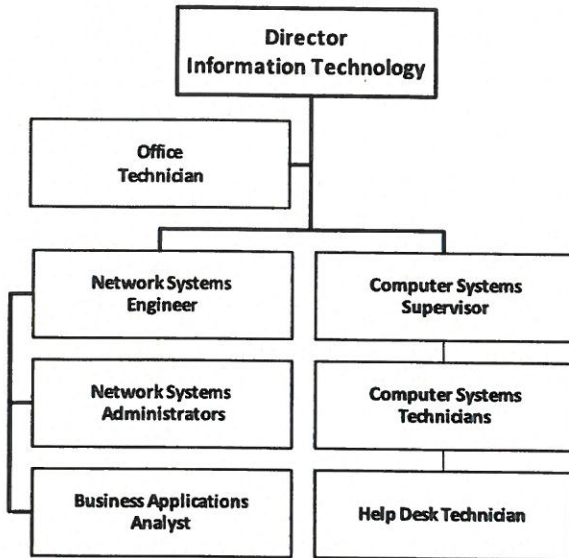 Director
Information Technology
Office
Technician
Network Systems
Engineer
Computer Systems
Supervisor
Network Systems
Administrators
Computer Systems
Technicians
Business Applications
Analyst
Help Desk Technician